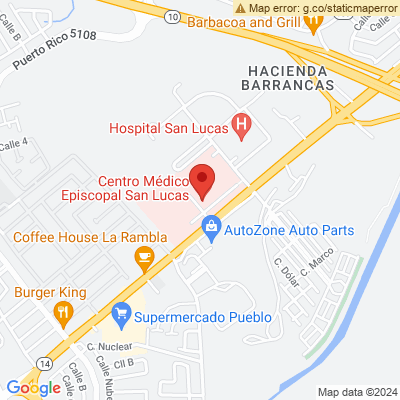 Map error: g.co/staticmaperror
Calle B
10
Barbacoa and Grill
Puerto Rico 5108
10
HACIENDA
BARRANCAS
Hospital San Lucas
Calle 4
Centro Médico
Episcopal San Lucas
AutoZone Auto Parts
Coffee House La Rambla
C. Marco
C. Dólar
Burger King
Supermercado Pueblo
C. Nuclear
14
Cll B
Calle B
Calle Nube
Calle B
Google
Map data ©2024